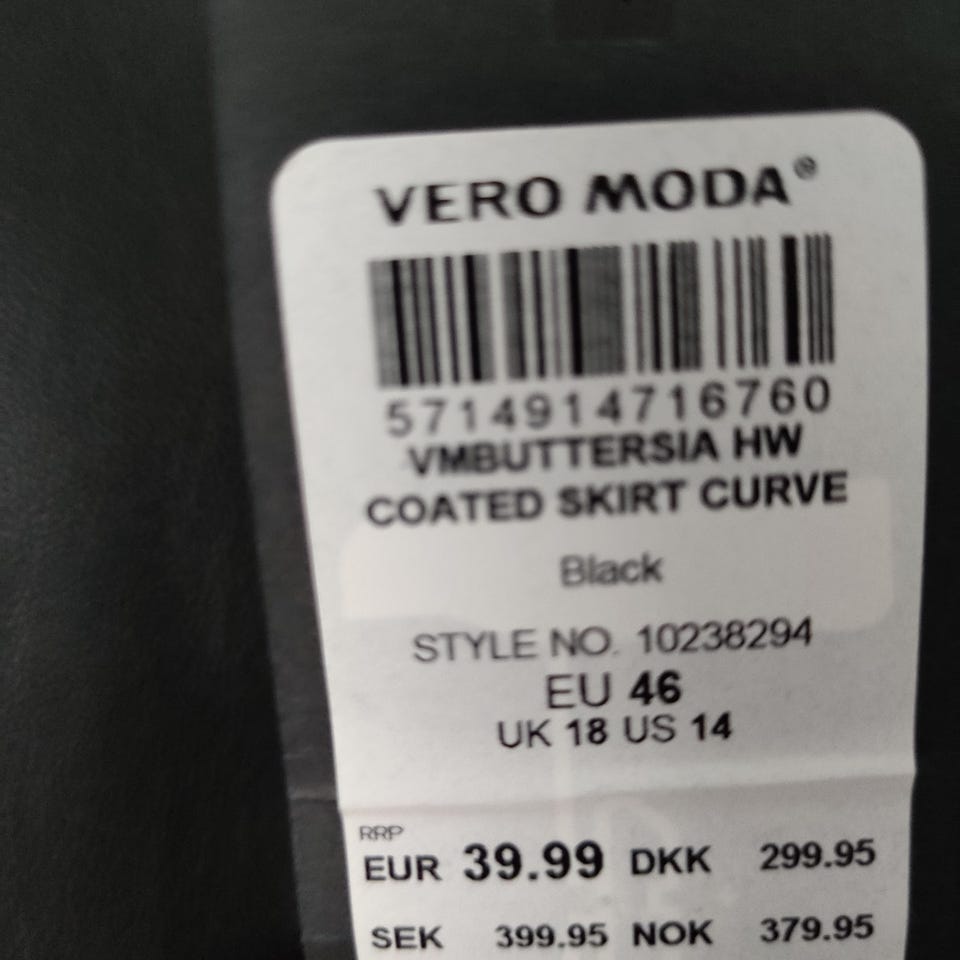 VERO MODA®
5714914716760
VMBUTTERSIA HW
COATED SKIRT CURVE
Black
STYLE NO. 10238294
EU 46
UK 18 US 14
RRP
EUR 39.99 DKK 299.95
SEK 399.95 NOK 379.95